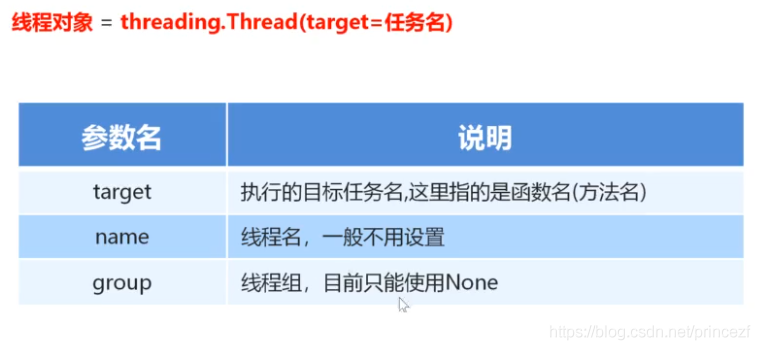 线程对象 = threading.Thread(target=任务名)
参数名 说明
target 执行的目标任务名,这里指的是函数名(方法名)
name 线程名，一般不用设置
group 线程组，目前只能使用None
https://blog.csdn.net/princezf